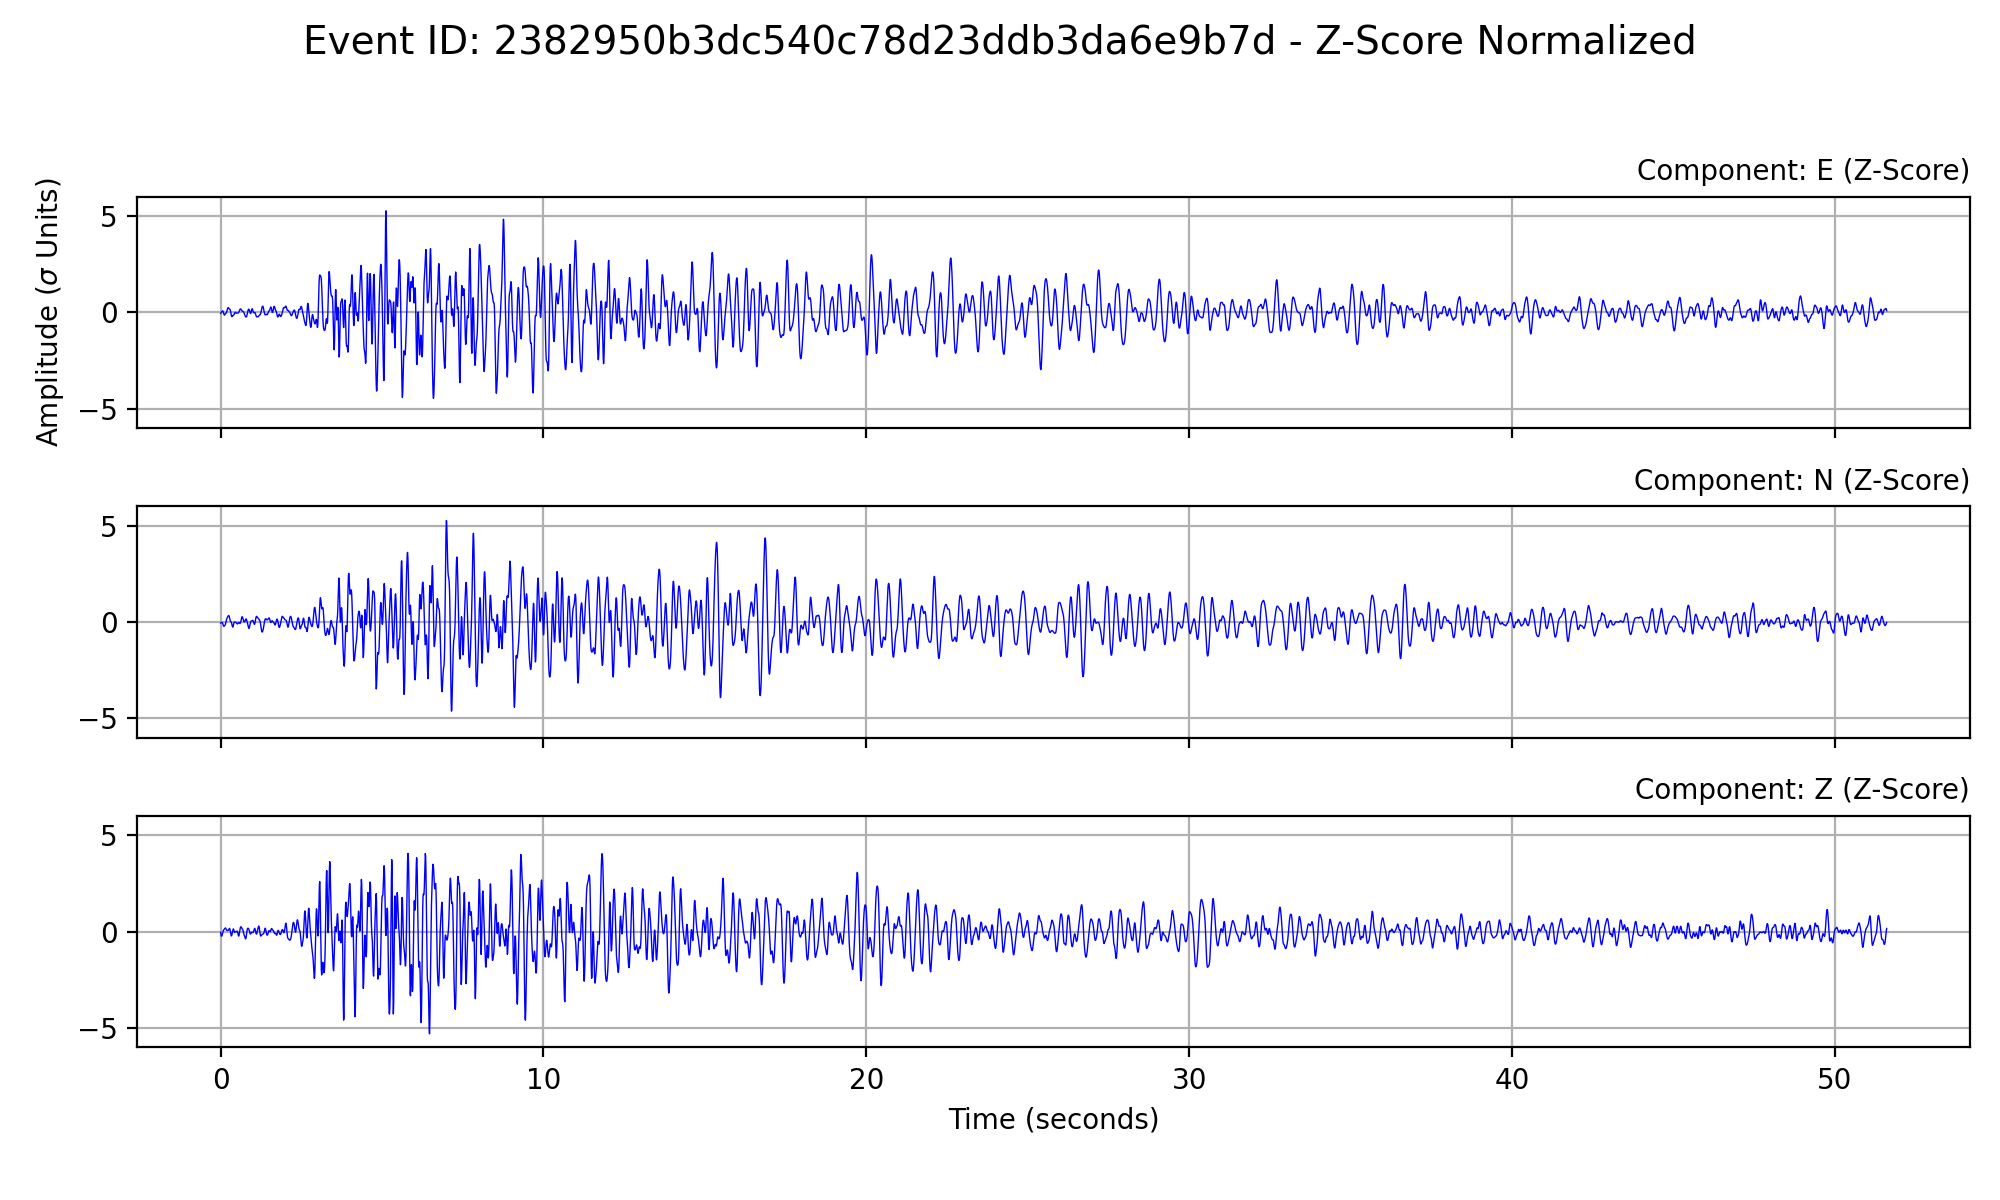 Event ID: 2382950b3dc540c78d23ddb3da6e9b7d - Z-Score Normalized
Component: E (Z-Score)
Amplitude (σ Units)
5
0
−5
Component: N (Z-Score)
5
0
−5
Component: Z (Z-Score)
5
0
−5
0 10 20 30 40 50
Time (seconds)